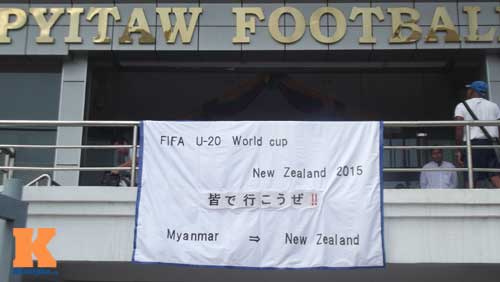 PYITAW FOOTBAL
FIFA U-20 World cup
New Zealand 2015
皆で行こうぜ!!
Myanmar ⇒ New Zealand
K